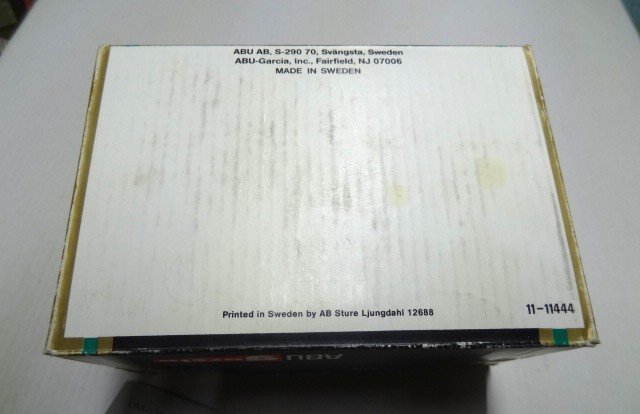 ABU AB, S-290 70, Svängsta, Sweden
ABU-Garcia, Inc., Fairfield, NJ 07006
MADE IN SWEDEN
Printed in Sweden by AB Sture Ljungdahl 12688
11-11444
ABU